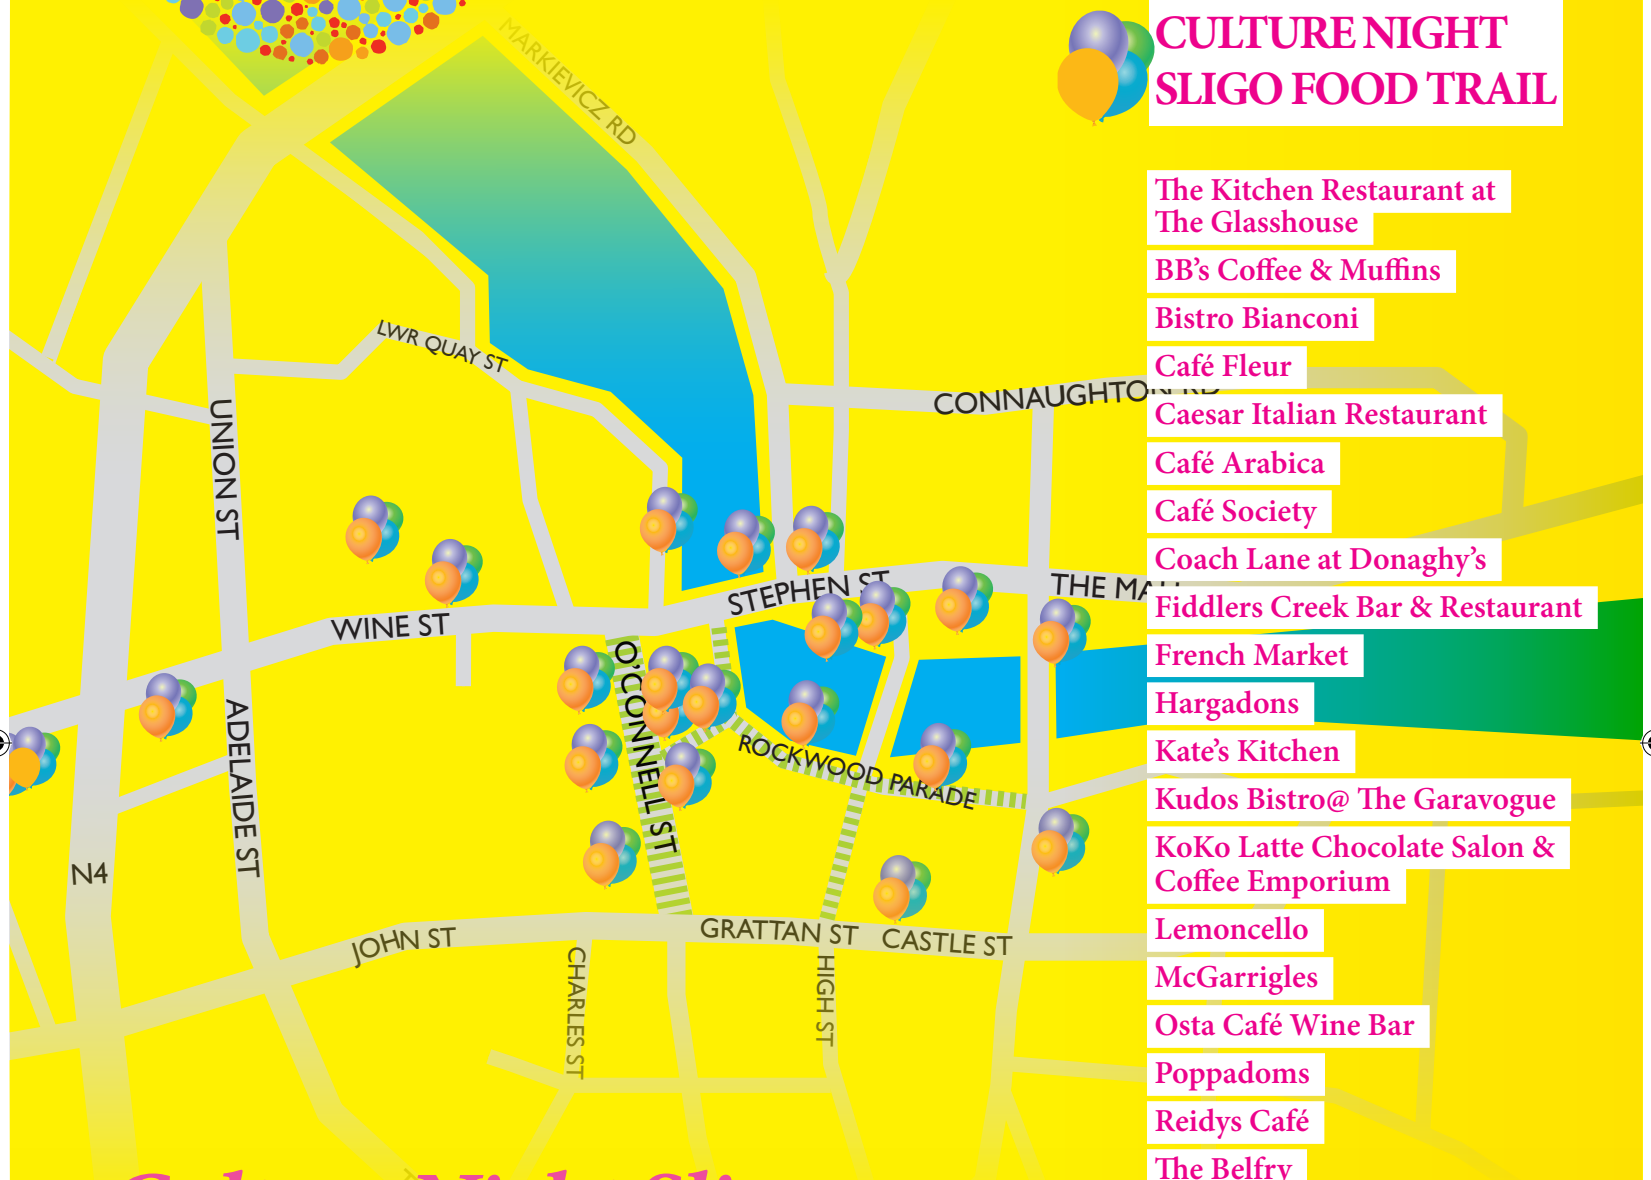 CULTURE NIGHT
SLIGO FOOD TRAIL
The Kitchen Restaurant at
The Glasshouse
BB's Coffee & Muffins
Bistro Bianconi
Café Fleur
Caesar Italian Restaurant
Café Arabica
Café Society
Coach Lane at Donaghy's
Fiddlers Creek Bar & Restaurant
French Market
Hargadons
Kate's Kitchen
Kudos Bistro@ The Garavogue
KoKo Latte Chocolate Salon &
Coffee Emporium
Lemoncello
McGarrigles
Osta Café Wine Bar
Poppadoms
Reidys Café
The Belfry
MARKIEVICZ RD
LWR QUAY ST
CONNAUGHTON RD
UNION ST
STEPHEN ST
THE MALL
WINE ST
O'CONNELL ST
ADELAIDE ST
ROCKWOOD PARADE
N4
JOHN ST
GRATTAN ST
CASTLE ST
CHARLES ST
HIGH ST